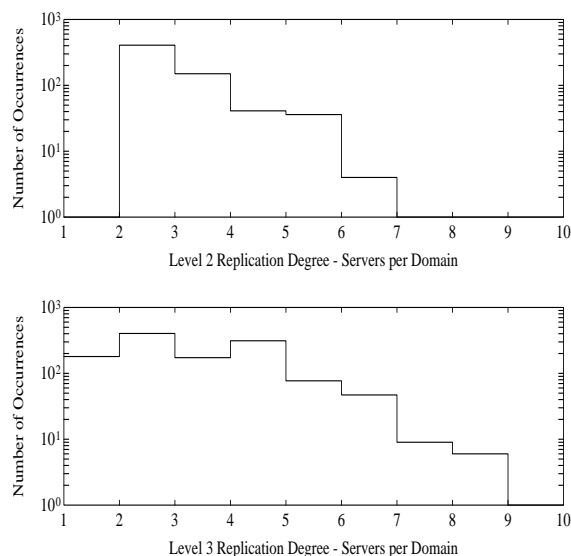 10³
10²
10¹
10⁰
Number of Occurrences
1 2 3 4 5 6 7 8 9 10
Level 2 Replication Degree - Servers per Domain
10³
10²
10¹
10⁰
Number of Occurrences
1 2 3 4 5 6 7 8 9 10
Level 3 Replication Degree - Servers per Domain